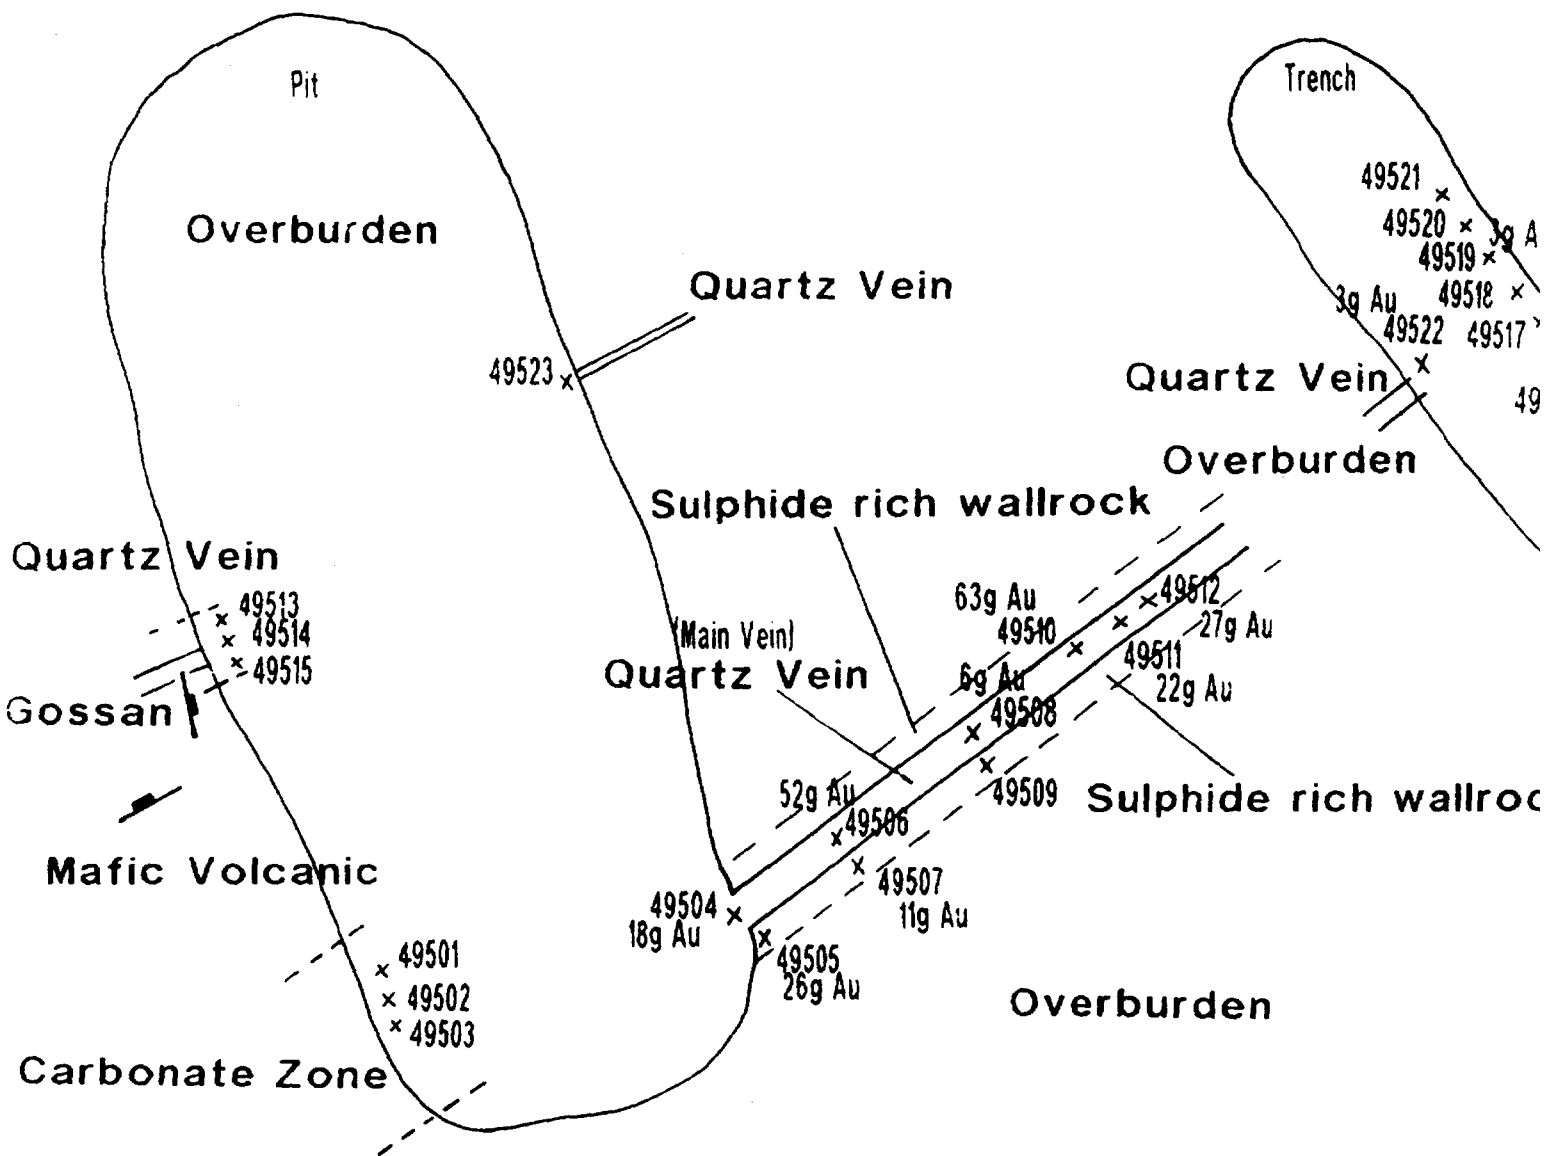 Pit
Trench
Overburden
49521
49520
3g A
49519
Quartz Vein
3g Au
49518
49522
49517
49523
Quartz Vein
49
Overburden
Sulphide rich wallrock
Quartz Vein
49513
49514
49515
63g Au
49512
49510
27g Au
(Main Vein)
49511
Quartz Vein
6g Au
22g Au
Gossan
49508
52g Au
49509
Sulphide rich wallroc
49506
Mafic Volcanic
49507
49504
11g Au
18g Au
49501
49505
26g Au
49502
Overburden
49503
Carbonate Zone